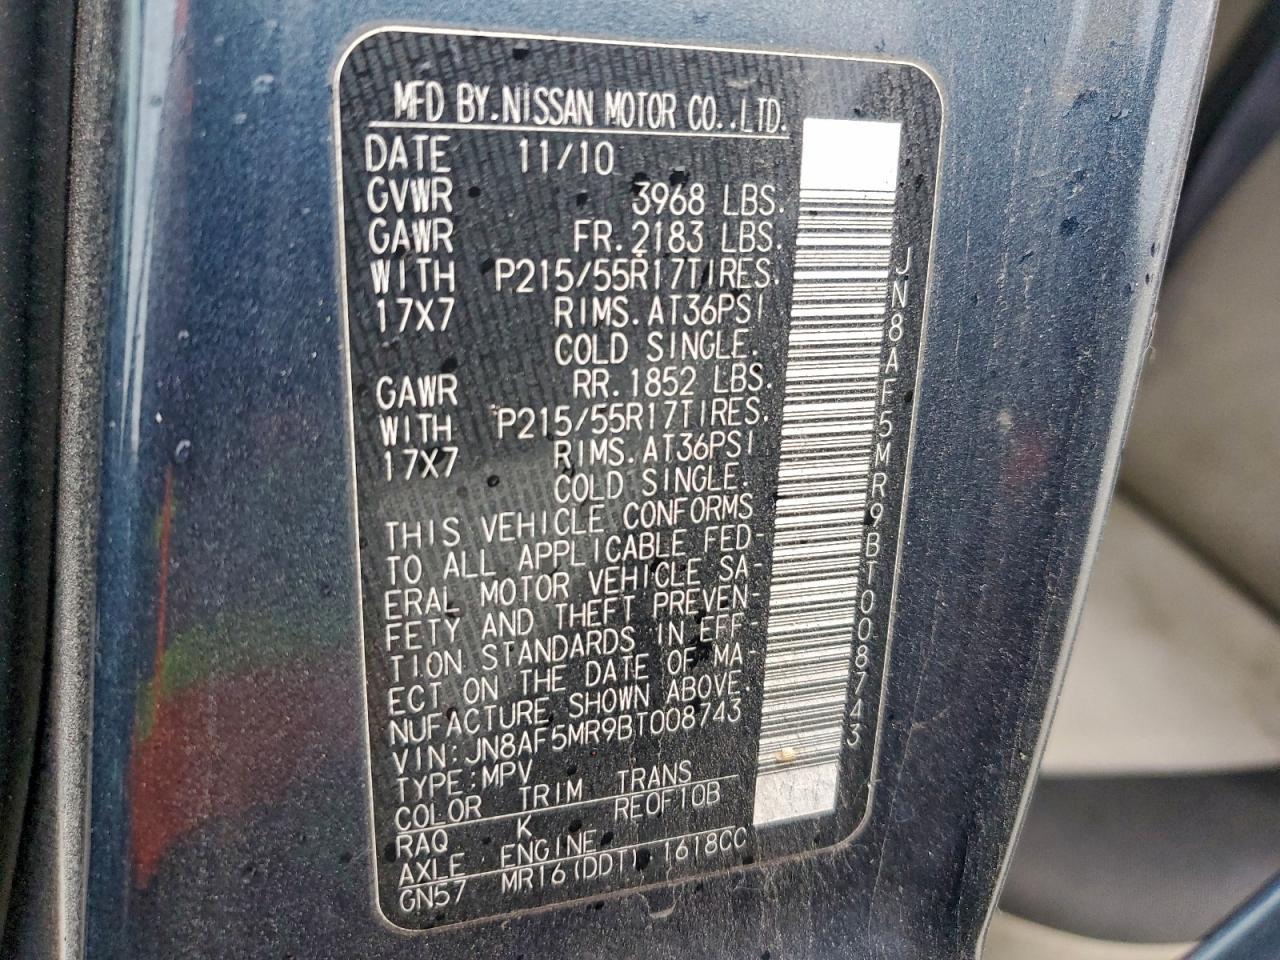 MFD BY.NISSAN MOTOR CO.,LTD.
DATE 11/10
GVWR 3968 LBS.
GAWR FR.2183 LBS.
WITH P215/55R17TIRES.
17X7 RIMS.AT36PSI
COLD SINGLE.
GAWR RR.1852 LBS.
WITH P215/55R17TIRES.
17X7 RIMS.AT36PSI
COLD SINGLE.
THIS VEHICLE CONFORMS
TO ALL APPLICABLE FED-
ERAL MOTOR VEHICLE SA-
FETY AND THEFT PREVEN-
TION STANDARDS IN EFF-
ECT ON THE DATE OF MA-
NUFACTURE SHOWN ABOVE.
VIN:JN8AF5MR9BT008743
TYPE:MPV
COLOR TRIM TRANS
RAQ K RE0F10B
AXLE ENGINE
GN57 MR16(DDT) 1618CC
JN8AF5MR9BT008743